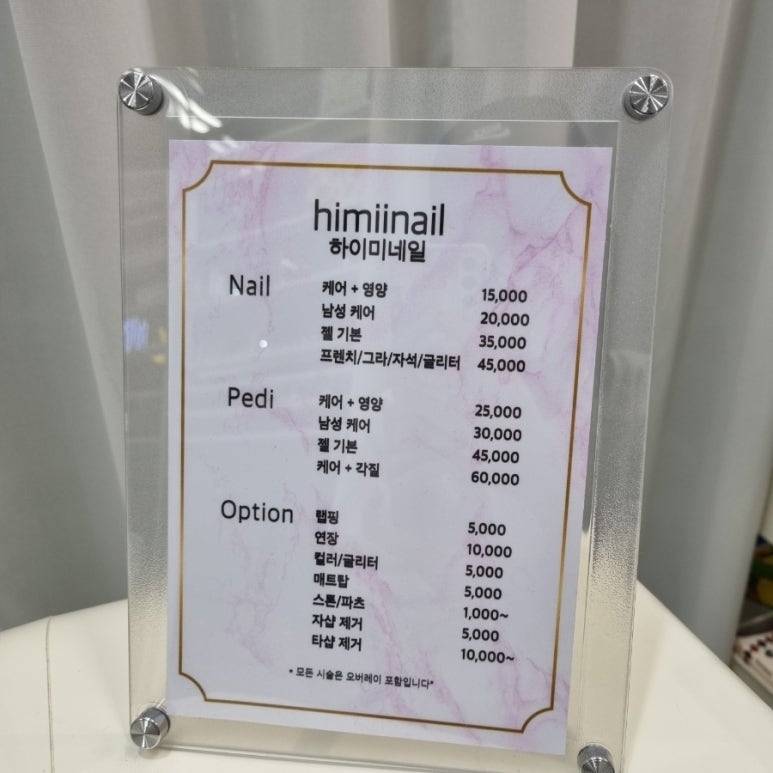 himiinail
하이미네일
Nail
케어 + 영양 15,000
남성 케어 20,000
젤 기본 35,000
프렌치/그라/자석/글리터 45,000
Pedi
케어 + 영양 25,000
남성 케어 30,000
젤 기본 45,000
케어 + 각질 60,000
Option
랩핑 5,000
연장 10,000
컬러/글리터 5,000
매트탑 5,000
스톤/파츠 1,000~
자샵 제거 5,000
타샵 제거 10,000~
* 모든 시술은 오버레이 포함입니다*